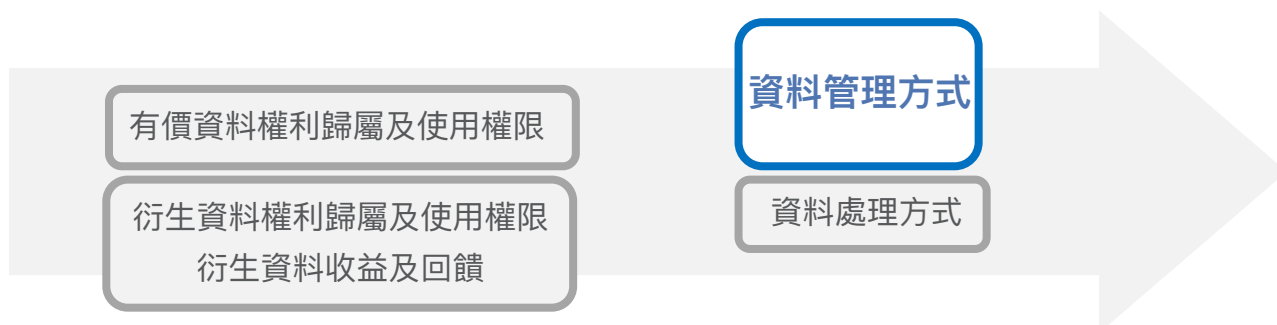 有價資料權利歸屬及使用權限
衍生資料權利歸屬及使用權限
衍生資料收益及回饋
資料管理方式
資料處理方式